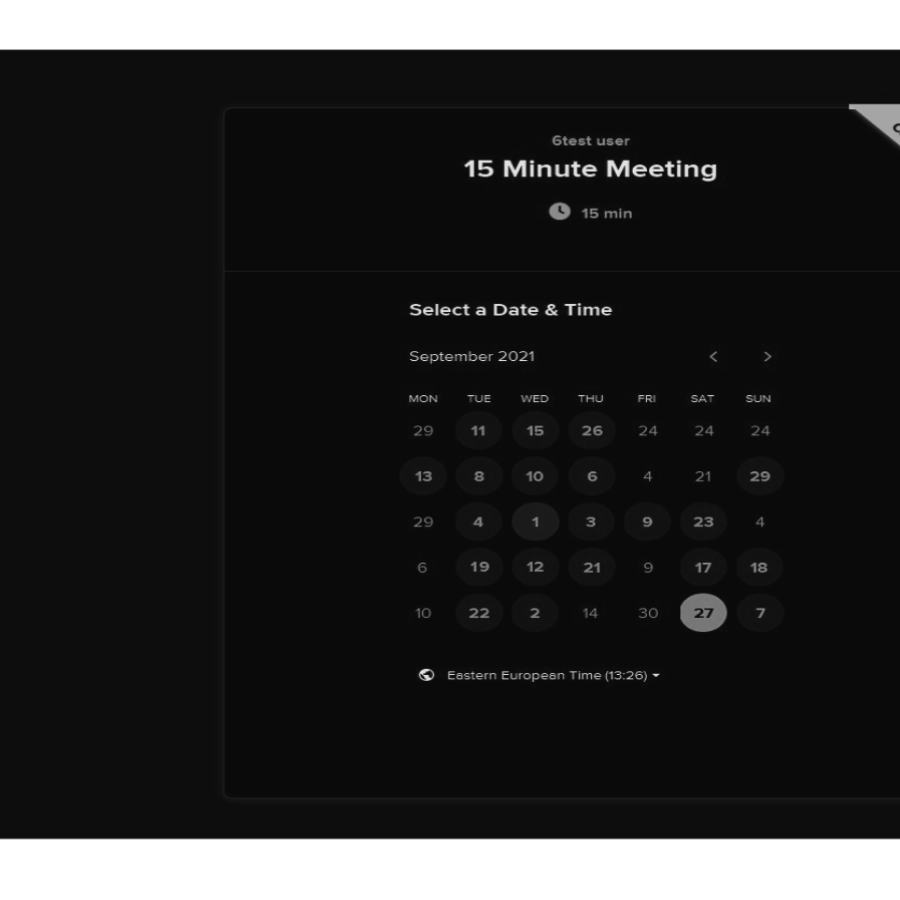 6test user
15 Minute Meeting
15 min
Select a Date & Time
September 2021
MON TUE WED THU FRI SAT SUN
29 11 15 26 24 24 24
13 8 10 6 4 21 29
29 4 1 3 9 23 4
6 19 12 21 9 17 18
10 22 2 14 30 27 7
Eastern European Time (13:26)